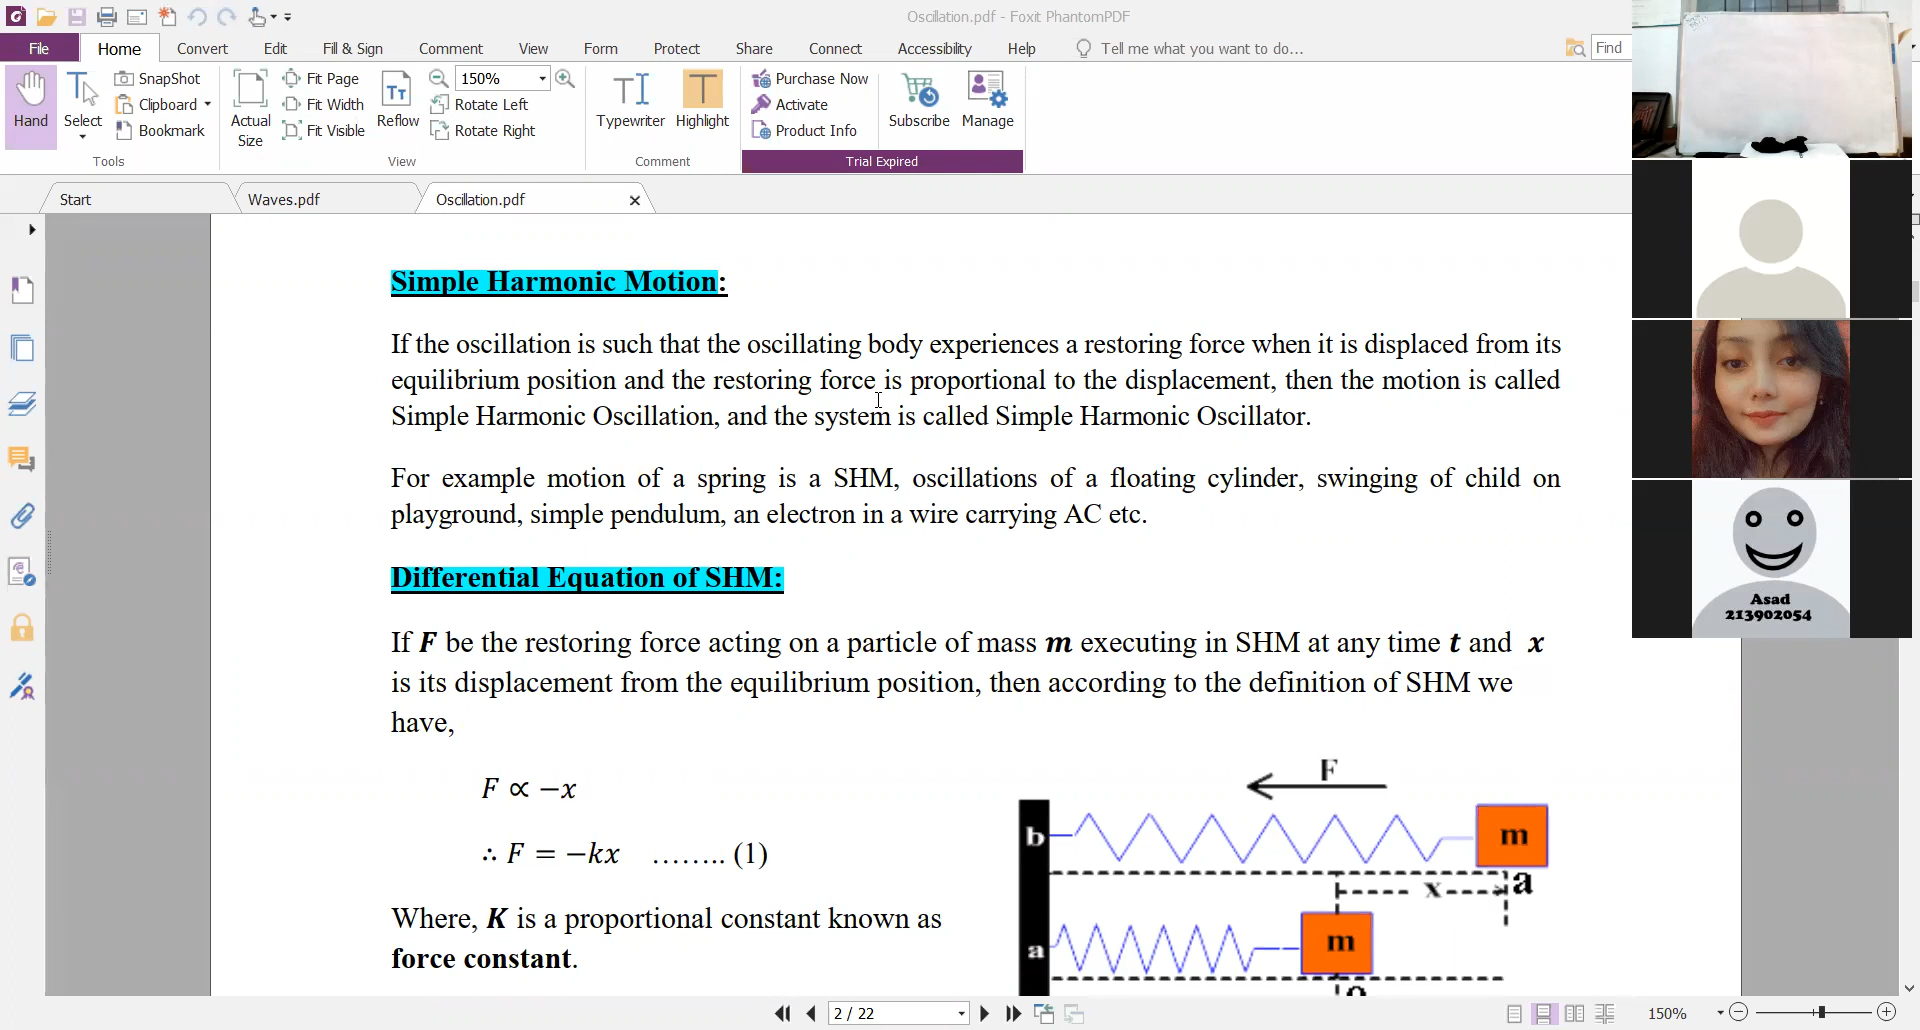 Oscillation.pdf - Foxit PhantomPDF
File Home Convert Edit Fill & Sign Comment View Form Protect Share Connect Accessibility Help Tell me what you want to do... Find
Hand
Select
SnapShot
Clipboard
Bookmark
Tools
Actual
Size
Fit Page
Fit Width
Fit Visible
Reflow
150%
Rotate Left
Rotate Right
View
Typewriter
Highlight
Comment
Purchase Now
Activate
Product Info
Subscribe
Manage
Trial Expired
Start Waves.pdf Oscillation.pdf
Simple Harmonic Motion:
If the oscillation is such that the oscillating body experiences a restoring force when it is displaced from its
equilibrium position and the restoring force is proportional to the displacement, then the motion is called
Simple Harmonic Oscillation, and the system is called Simple Harmonic Oscillator.
For example motion of a spring is a SHM, oscillations of a floating cylinder, swinging of child on
playground, simple pendulum, an electron in a wire carrying AC etc.
Differential Equation of SHM:
If F be the restoring force acting on a particle of mass m executing in SHM at any time t and x
is its displacement from the equilibrium position, then according to the definition of SHM we
have,
F ∝ −x
∴ F = −kx …….. (1)
Where, K is a proportional constant known as
force constant.
F
b m
x a
a m
Asad
213902054
2 / 22
150%